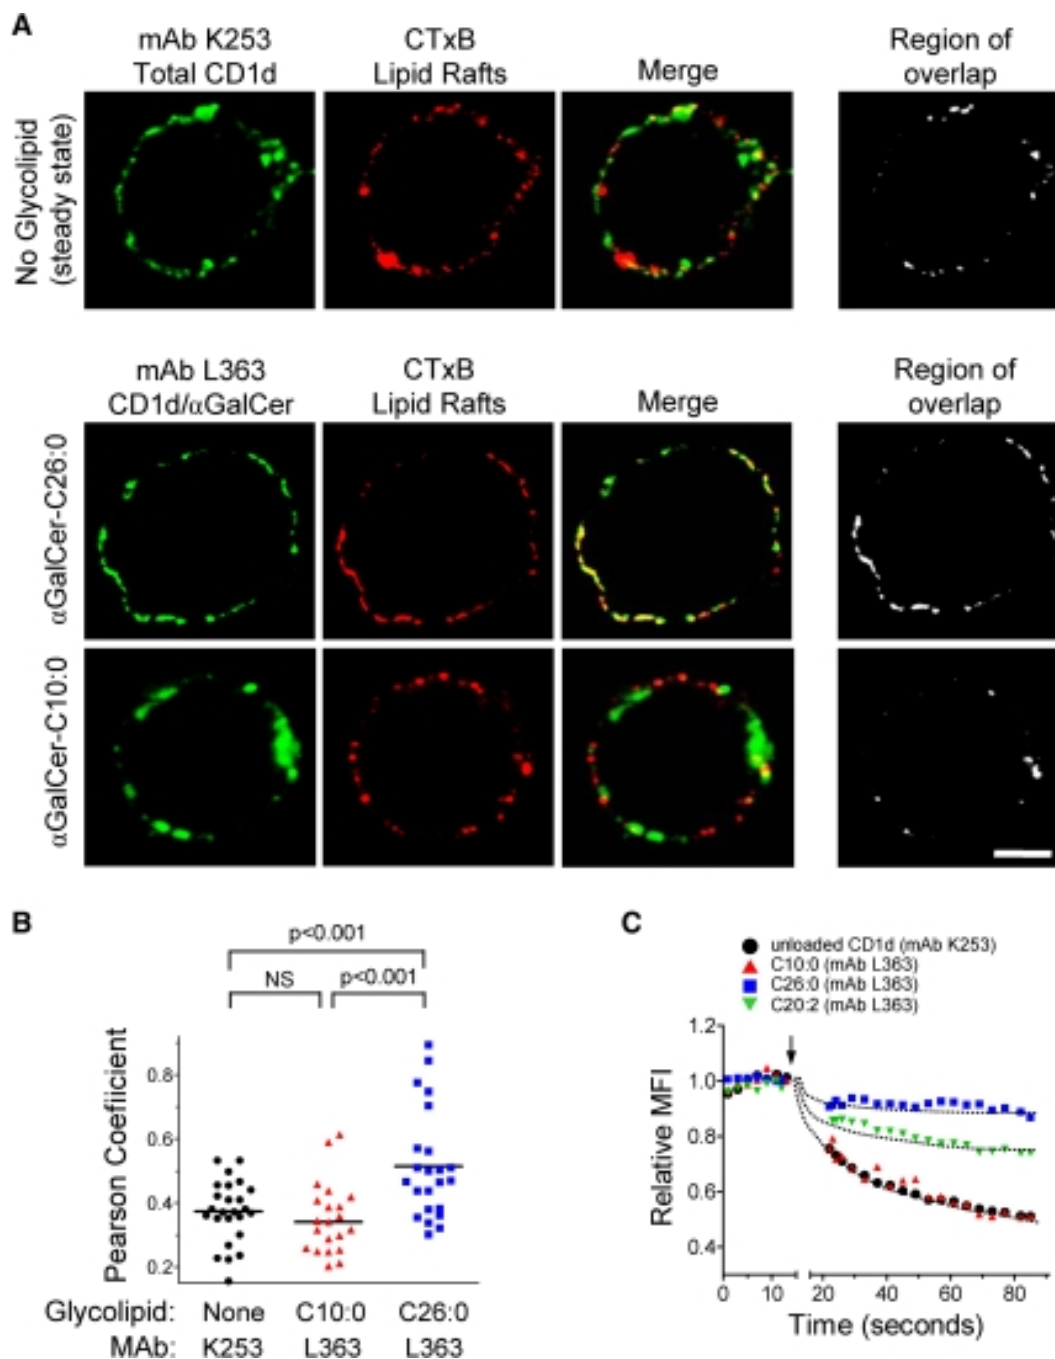 A
mAb K253
Total CD1d
CTxB
Lipid Rafts
Merge
Region of
overlap
No Glycolipid
(steady state)
mAb L363
CD1d/αGalCer
CTxB
Lipid Rafts
Merge
Region of
overlap
αGalCer-C26:0
αGalCer-C10:0
B
p<0.001
NS
p<0.001
Pearson Coefiicient
0.8
0.6
0.4
0.2
Glycolipid: None C10:0 C26:0
MAb: K253 L363 L363
C
unloaded CD1d (mAb K253)
C10:0 (mAb L363)
C26:0 (mAb L363)
C20:2 (mAb L363)
Relative MFI
1.2
1.0
0.8
0.6
0.4
0 10 20 40 60 80
Time (seconds)